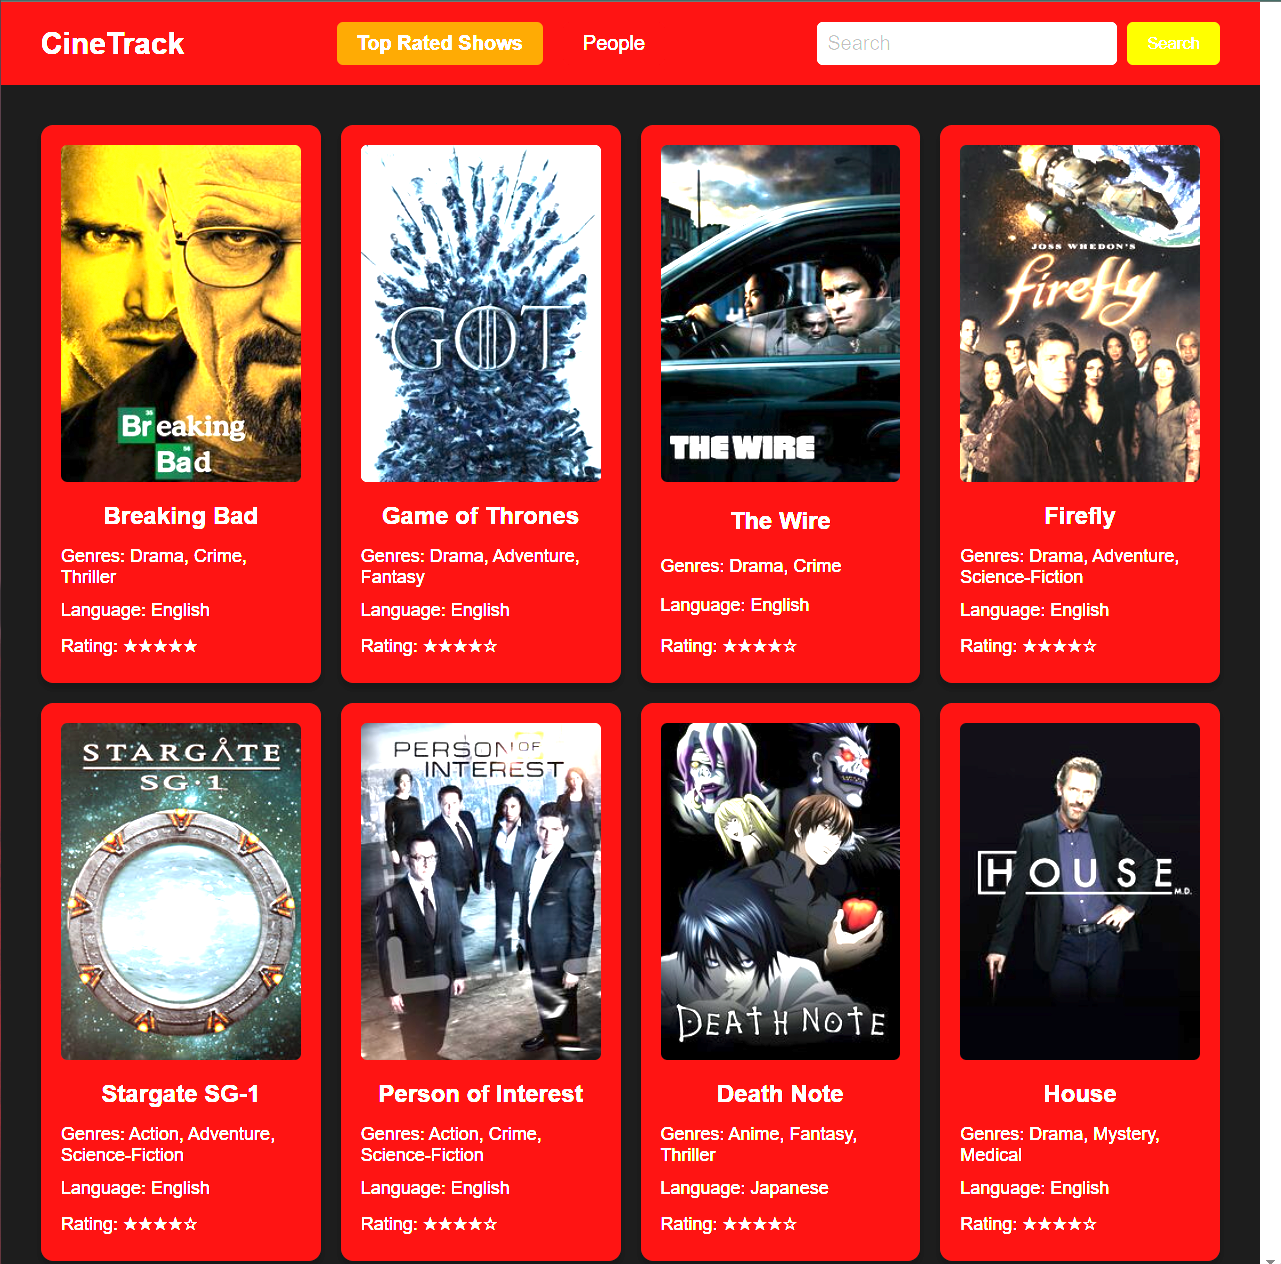 CineTrack
Top Rated Shows
People
Search
Search
Breaking
Bad
36
56
Breaking Bad
Genres: Drama, Crime,
Thriller
Language: English
Rating: ★★★★★
GOT
Game of Thrones
Genres: Drama, Adventure,
Fantasy
Language: English
Rating: ★★★★☆
THE WIRE
The Wire
Genres: Drama, Crime
Language: English
Rating: ★★★★☆
JOSS WHEDON'S
firefly
Firefly
Genres: Drama, Adventure,
Science-Fiction
Language: English
Rating: ★★★★☆
STARGATE
SG·1
Stargate SG-1
Genres: Action, Adventure,
Science-Fiction
Language: English
Rating: ★★★★☆
PERSON OF
INTEREST
Person of Interest
Genres: Action, Crime,
Science-Fiction
Language: English
Rating: ★★★★☆
DEATH NOTE
Death Note
Genres: Anime, Fantasy,
Thriller
Language: Japanese
Rating: ★★★★☆
HOUSE M.D.
House
Genres: Drama, Mystery,
Medical
Language: English
Rating: ★★★★☆